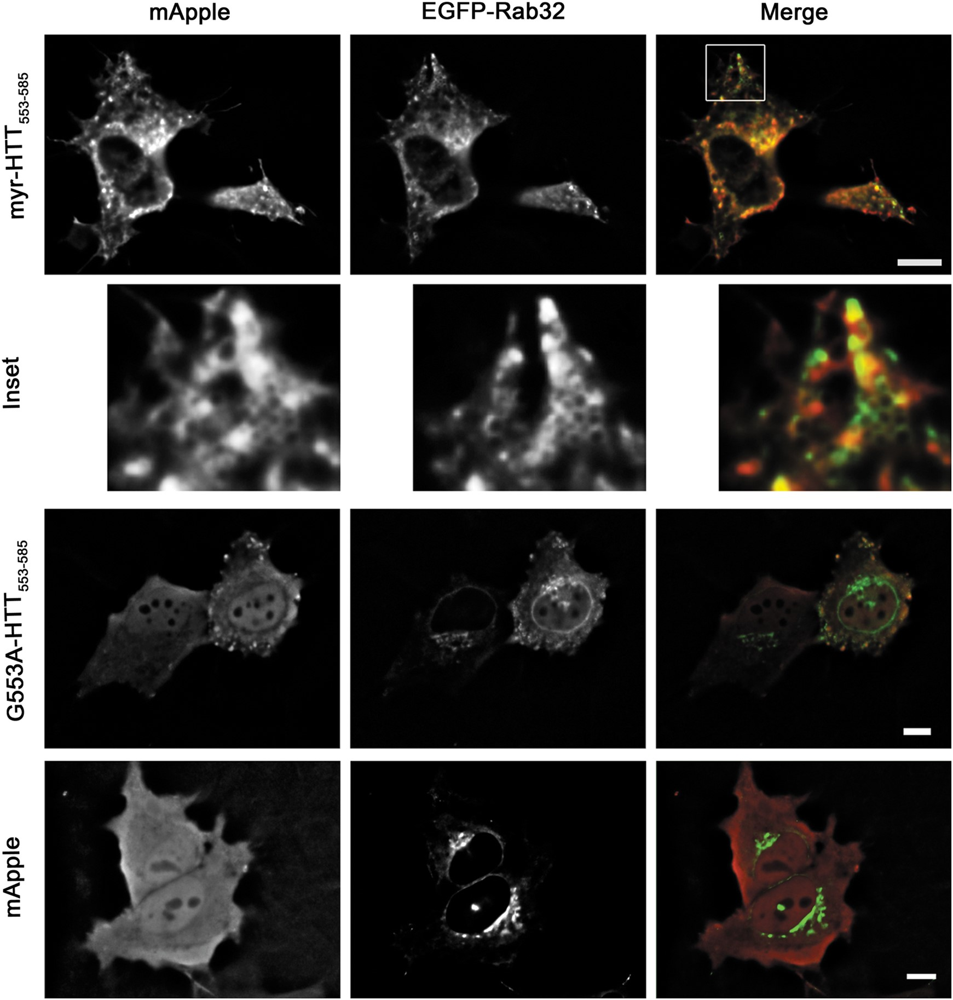 mApple EGFP-Rab32 Merge
myr-HTT553-585
Inset
G553A-HTT553-585
mApple